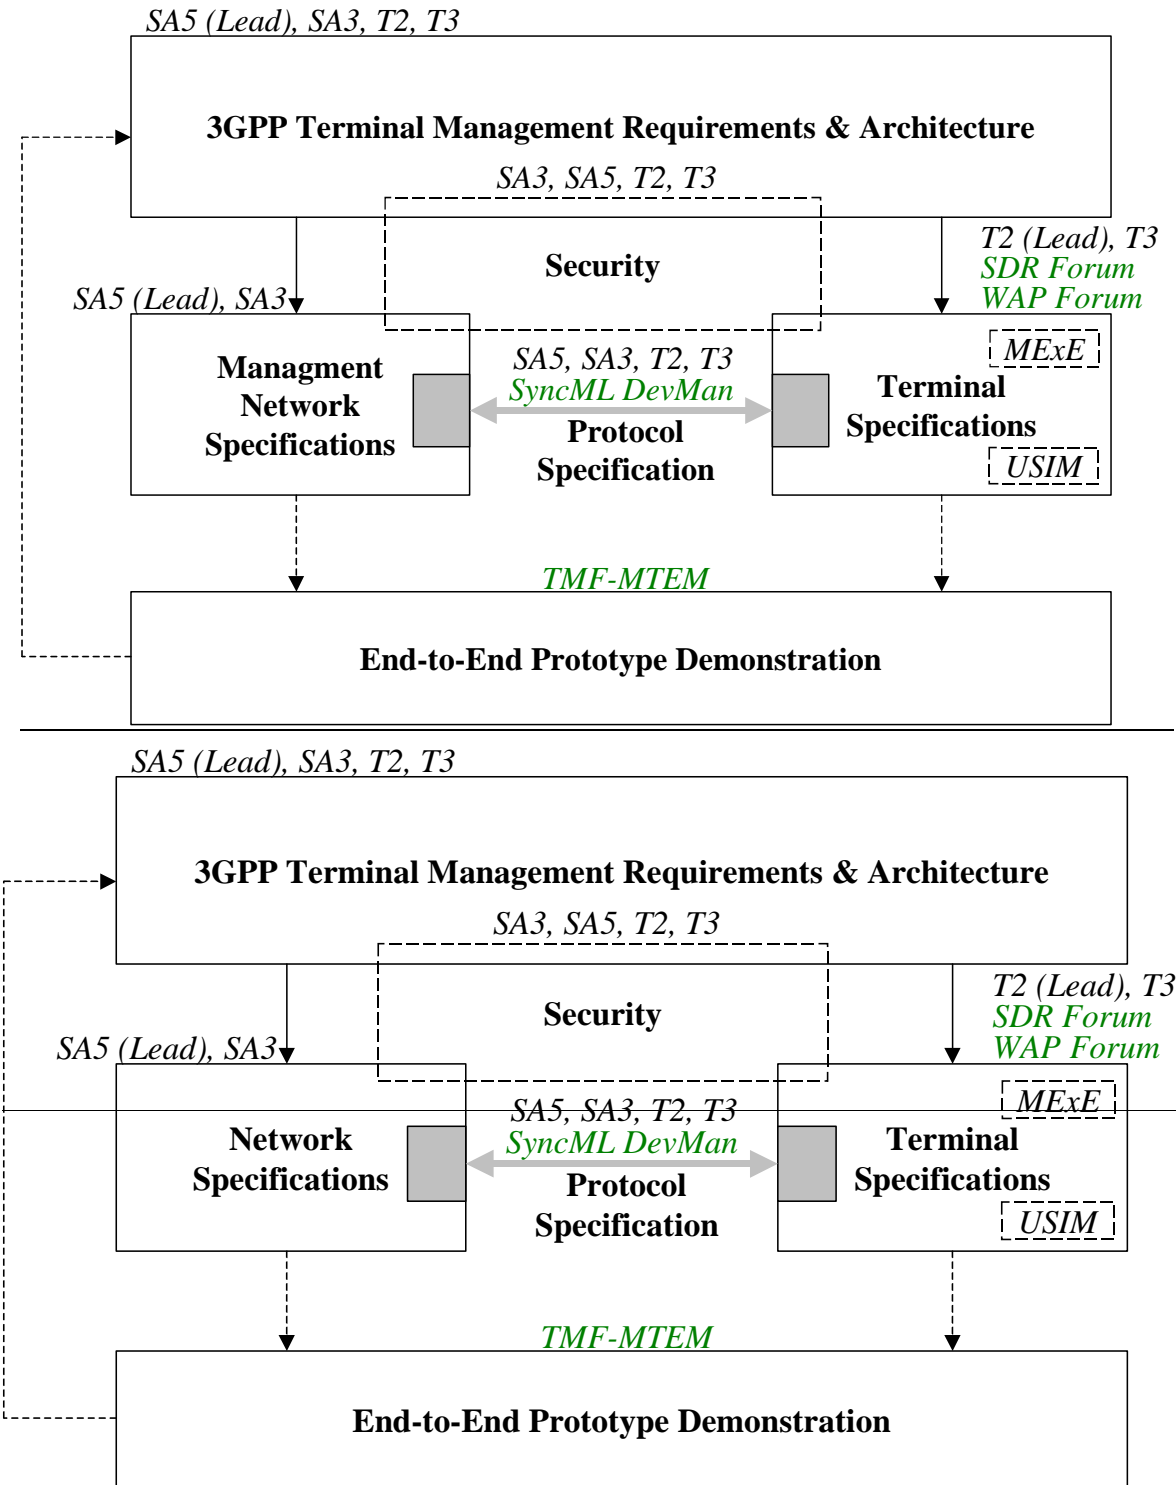 SA5 (Lead), SA3, T2, T3
3GPP Terminal Management Requirements & Architecture
SA3, SA5, T2, T3
Security
T2 (Lead), T3
SDR Forum
WAP Forum
SA5 (Lead), SA3
Managment
Network
Specifications
SA5, SA3, T2, T3
SyncML DevMan
Protocol
Specification
MExE
Terminal
Specifications
USIM
TMF-MTEM
End-to-End Prototype Demonstration
SA5 (Lead), SA3, T2, T3
3GPP Terminal Management Requirements & Architecture
SA3, SA5, T2, T3
Security
T2 (Lead), T3
SDR Forum
WAP Forum
SA5 (Lead), SA3
Network
Specifications
SA5, SA3, T2, T3
SyncML DevMan
Protocol
Specification
MExE
Terminal
Specifications
USIM
TMF-MTEM
End-to-End Prototype Demonstration